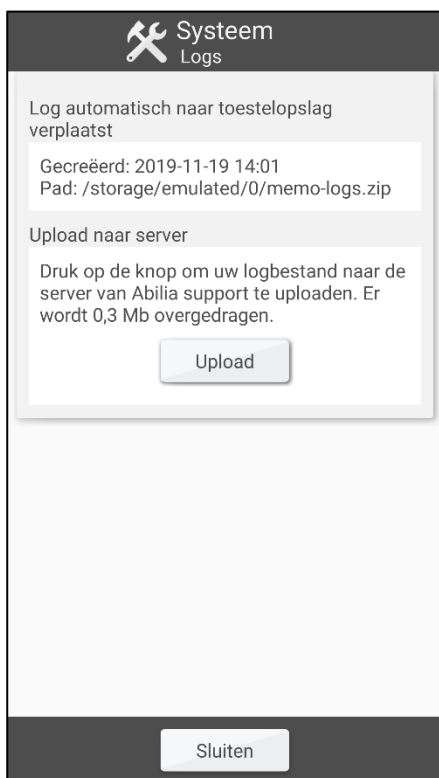 Systeem
Logs
Log automatisch naar toestelopslag
verplaatst
Gecreëerd: 2019-11-19 14:01
Pad: /storage/emulated/0/memo-logs.zip
Upload naar server
Druk op de knop om uw logbestand naar de
server van Abilia support te uploaden. Er
wordt 0,3 Mb overgedragen.
Upload
Sluiten